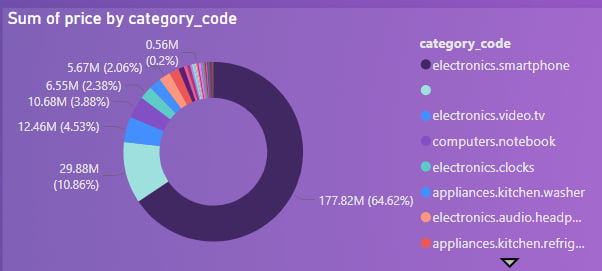 Sum of price by category_code
0.56M
(0.2%)
5.67M (2.06%)
6.55M (2.38%)
10.68M (3.88%)
12.46M (4.53%)
29.88M
(10.86%)
177.82M (64.62%)
category_code
electronics.smartphone
electronics.video.tv
computers.notebook
electronics.clocks
appliances.kitchen.washer
electronics.audio.headp...
appliances.kitchen.refrig...